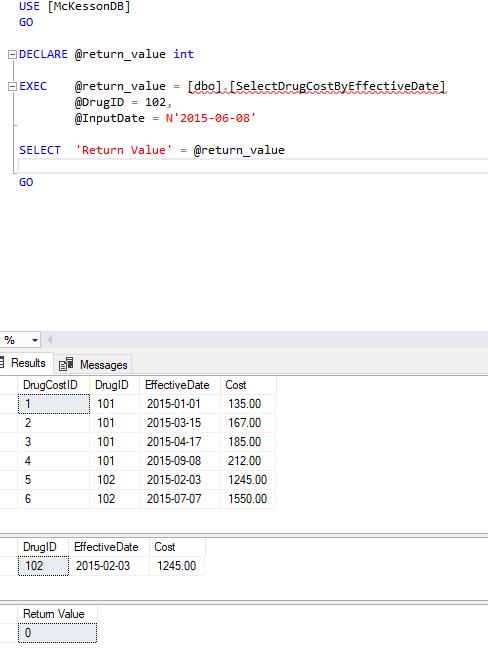 USE [McKessonDB]
GO
DECLARE @return_value int
EXEC @return_value = [dbo].[SelectDrugCostByEffectiveDate]
@DrugID = 102,
@InputDate = N'2015-06-08'
SELECT 'Return Value' = @return_value
GO
%
Results Messages
DrugCostID DrugID EffectiveDate Cost
1 101 2015-01-01 135.00
2 101 2015-03-15 167.00
3 101 2015-04-17 185.00
4 101 2015-09-08 212.00
5 102 2015-02-03 1245.00
6 102 2015-07-07 1550.00
DrugID EffectiveDate Cost
102 2015-02-03 1245.00
Return Value
0